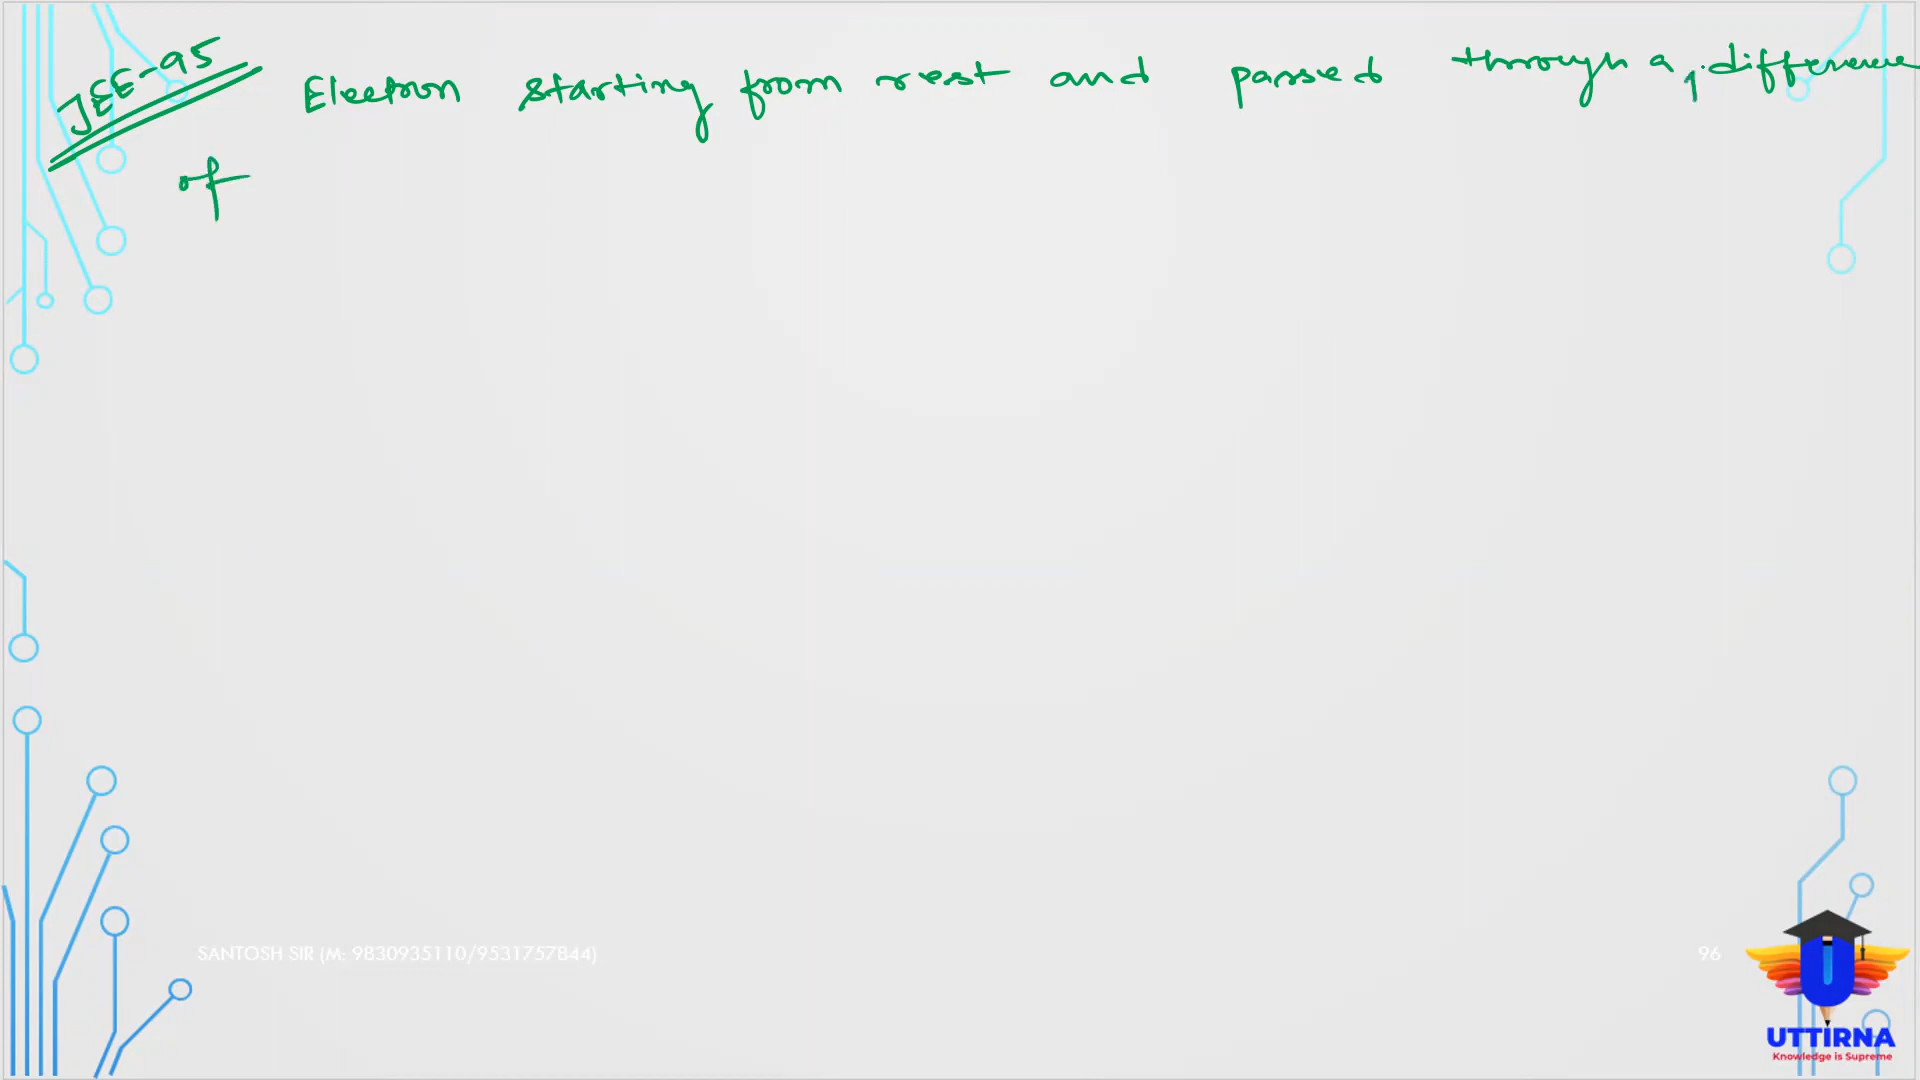 JEE-95
Electron starting from rest and passed through a p.difference
of
SANTOSH SIR (M: 9830935110/9531757844)
96
UTTIRNA
Knowledge is Supreme